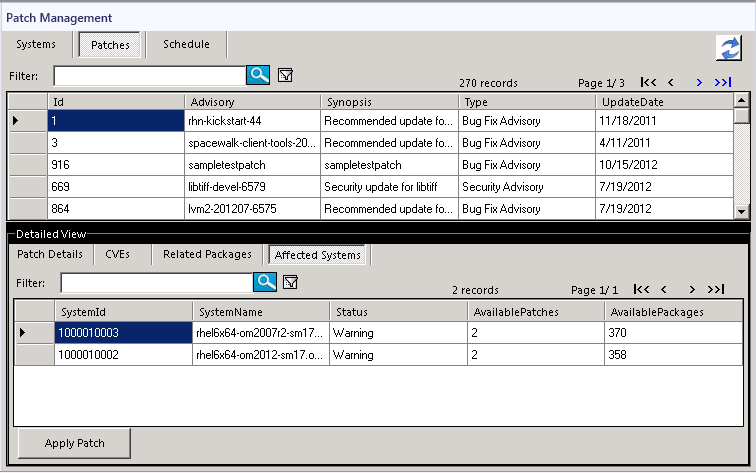 Patch Management
Systems Patches Schedule
Filter: 270 records Page 1/ 3 |<< < > >>|
Id Advisory Synopsis Type UpdateDate
1 rhn-kickstart-44 Recommended update fo... Bug Fix Advisory 11/18/2011
3 spacewalk-client-tools-20... Recommended update fo... Bug Fix Advisory 4/11/2011
916 sampletestpatch sampletestpatch Bug Fix Advisory 10/15/2012
669 libtiff-devel-6579 Security update for libtiff Security Advisory 7/19/2012
864 lvm2-201207-6575 Recommended update fo... Bug Fix Advisory 7/19/2012
Detailed View
Patch Details CVEs Related Packages Affected Systems
Filter: 2 records Page 1/ 1 |<< < > >>|
SystemId SystemName Status AvailablePatches AvailablePackages
1000010003 rhel6x64-om2007r2-sm17... Warning 2 370
1000010002 rhel6x64-om2012-sm17.o... Warning 2 358
Apply Patch